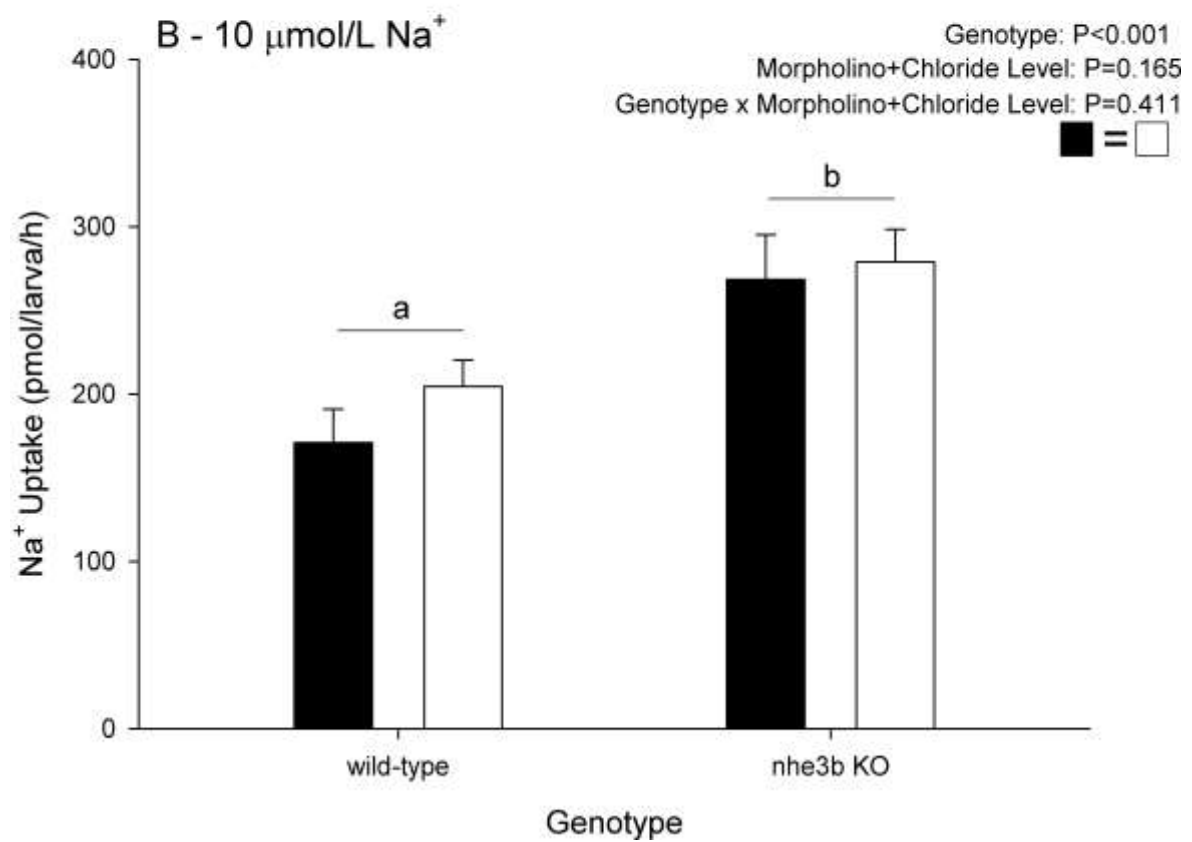 B - 10 μmol/L Na⁺
Genotype: P<0.001
Morpholino+Chloride Level: P=0.165
Genotype x Morpholino+Chloride Level: P=0.411
=
400
300
200
100
0
Na⁺ Uptake (pmol/larva/h)
a
b
wild-type
nhe3b KO
Genotype